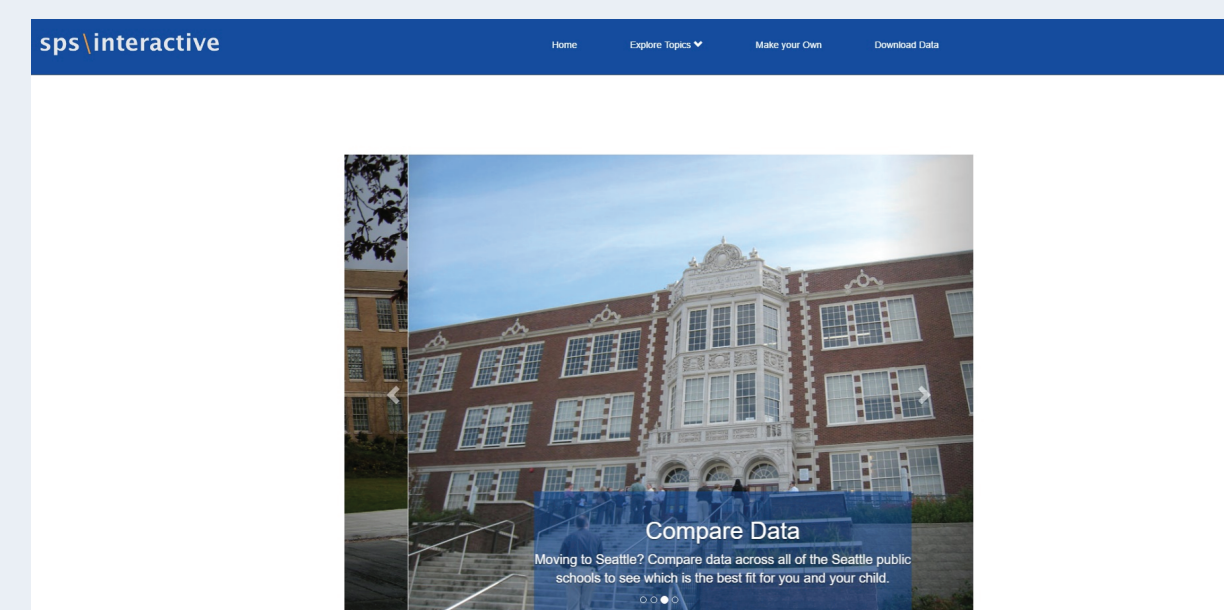 sps\interactive
Home Explore Topics Make your Own Download Data
Compare Data
Moving to Seattle? Compare data across all of the Seattle public
schools to see which is the best fit for you and your child.